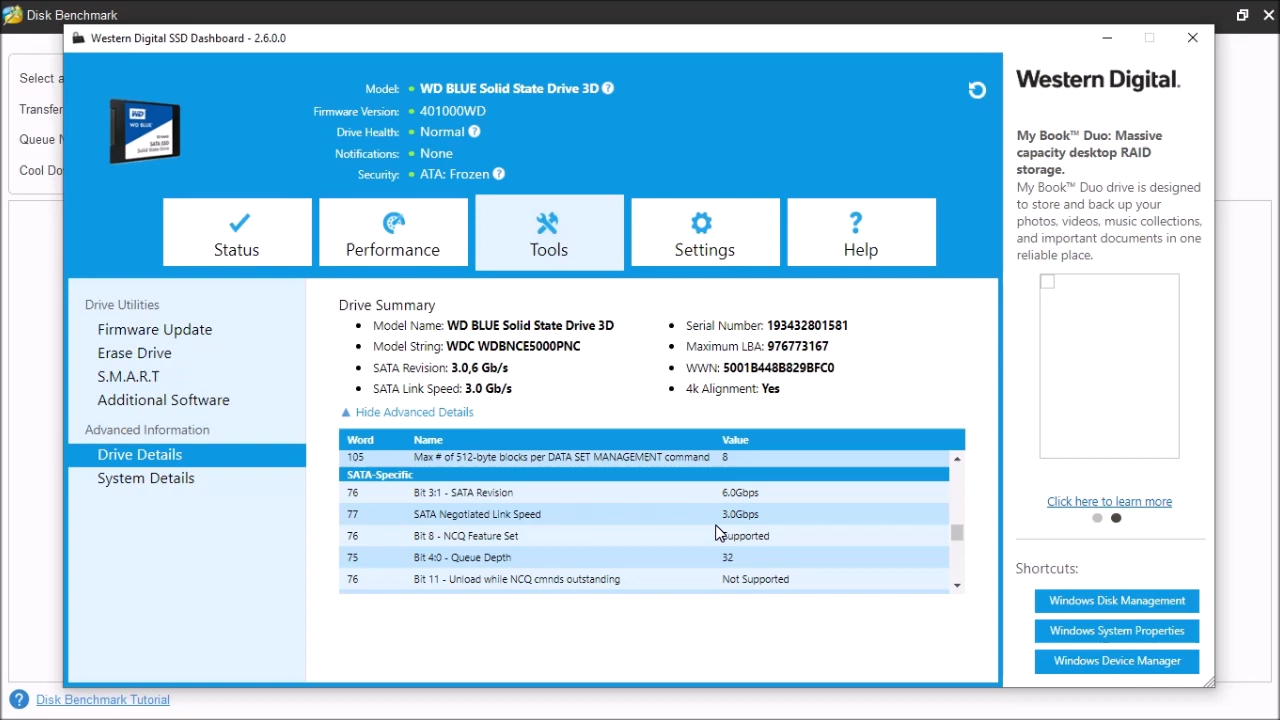 Disk Benchmark
Western Digital SSD Dashboard - 2.6.0.0
Select a
Transfer
Queue N
Cool Do
WD
WD BLUE
Model: WD BLUE Solid State Drive 3D ?
Firmware Version: 401000WD
Drive Health: Normal ?
Notifications: None
Security: ATA: Frozen ?
Status
Performance
Tools
Settings
? Help
Drive Utilities
Firmware Update
Erase Drive
S.M.A.R.T
Additional Software
Advanced Information
Drive Details
System Details
Drive Summary
• Model Name: WD BLUE Solid State Drive 3D
• Model String: WDC WDBNCE5000PNC
• SATA Revision: 3.0,6 Gb/s
• SATA Link Speed: 3.0 Gb/s
• Serial Number: 193432801581
• Maximum LBA: 976773167
• WWN: 5001B448B829BFC0
• 4k Alignment: Yes
Hide Advanced Details
Word Name Value
105 Max # of 512-byte blocks per DATA SET MANAGEMENT command 8
SATA-Specific
76 Bit 3:1 - SATA Revision 6.0Gbps
77 SATA Negotiated Link Speed 3.0Gbps
76 Bit 8 - NCQ Feature Set Supported
75 Bit 4:0 - Queue Depth 32
76 Bit 11 - Unload while NCQ cmnds outstanding Not Supported
Western Digital.
My Book™ Duo: Massive
capacity desktop RAID
storage.
My Book™ Duo drive is designed
to store and back up your
photos, videos, music collections,
and important documents in one
reliable place.
Click here to learn more
Shortcuts:
Windows Disk Management
Windows System Properties
Windows Device Manager
? Disk Benchmark Tutorial